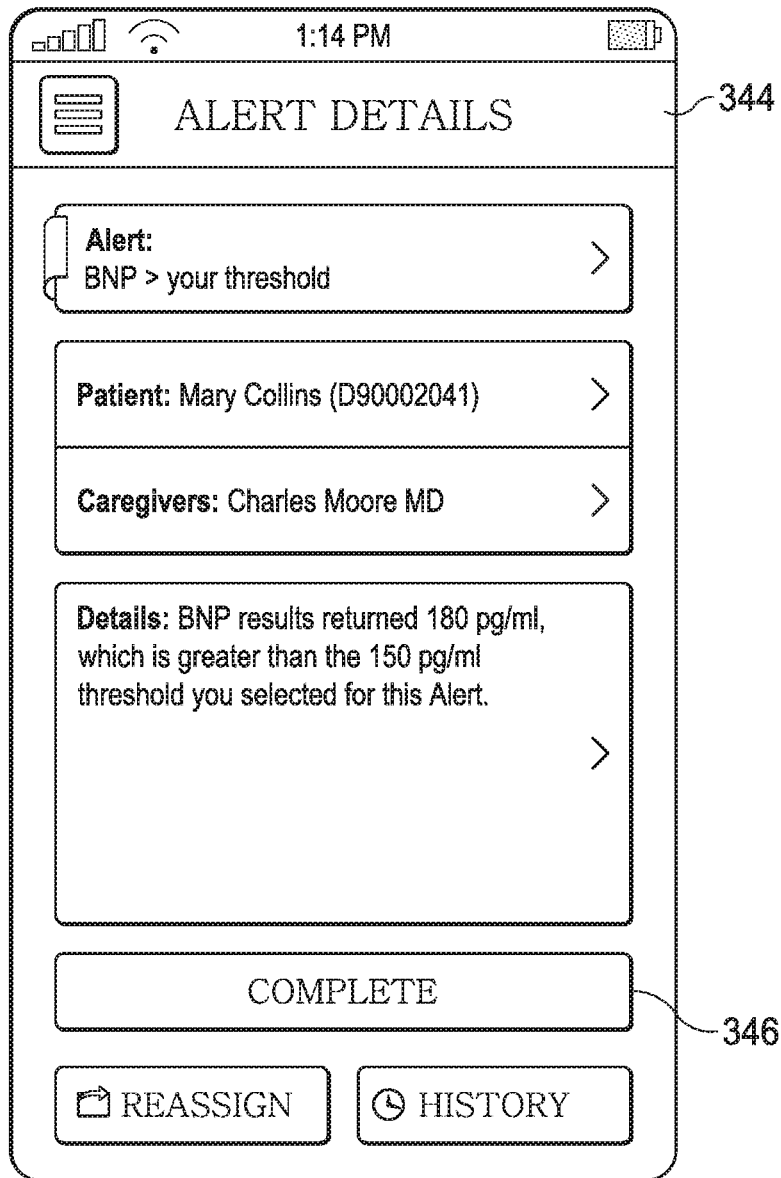 1:14 PM
ALERT DETAILS
344
Alert:
BNP > your threshold
Patient: Mary Collins (D90002041)
Caregivers: Charles Moore MD
Details: BNP results returned 180 pg/ml,
which is greater than the 150 pg/ml
threshold you selected for this Alert.
COMPLETE
346
REASSIGN
HISTORY